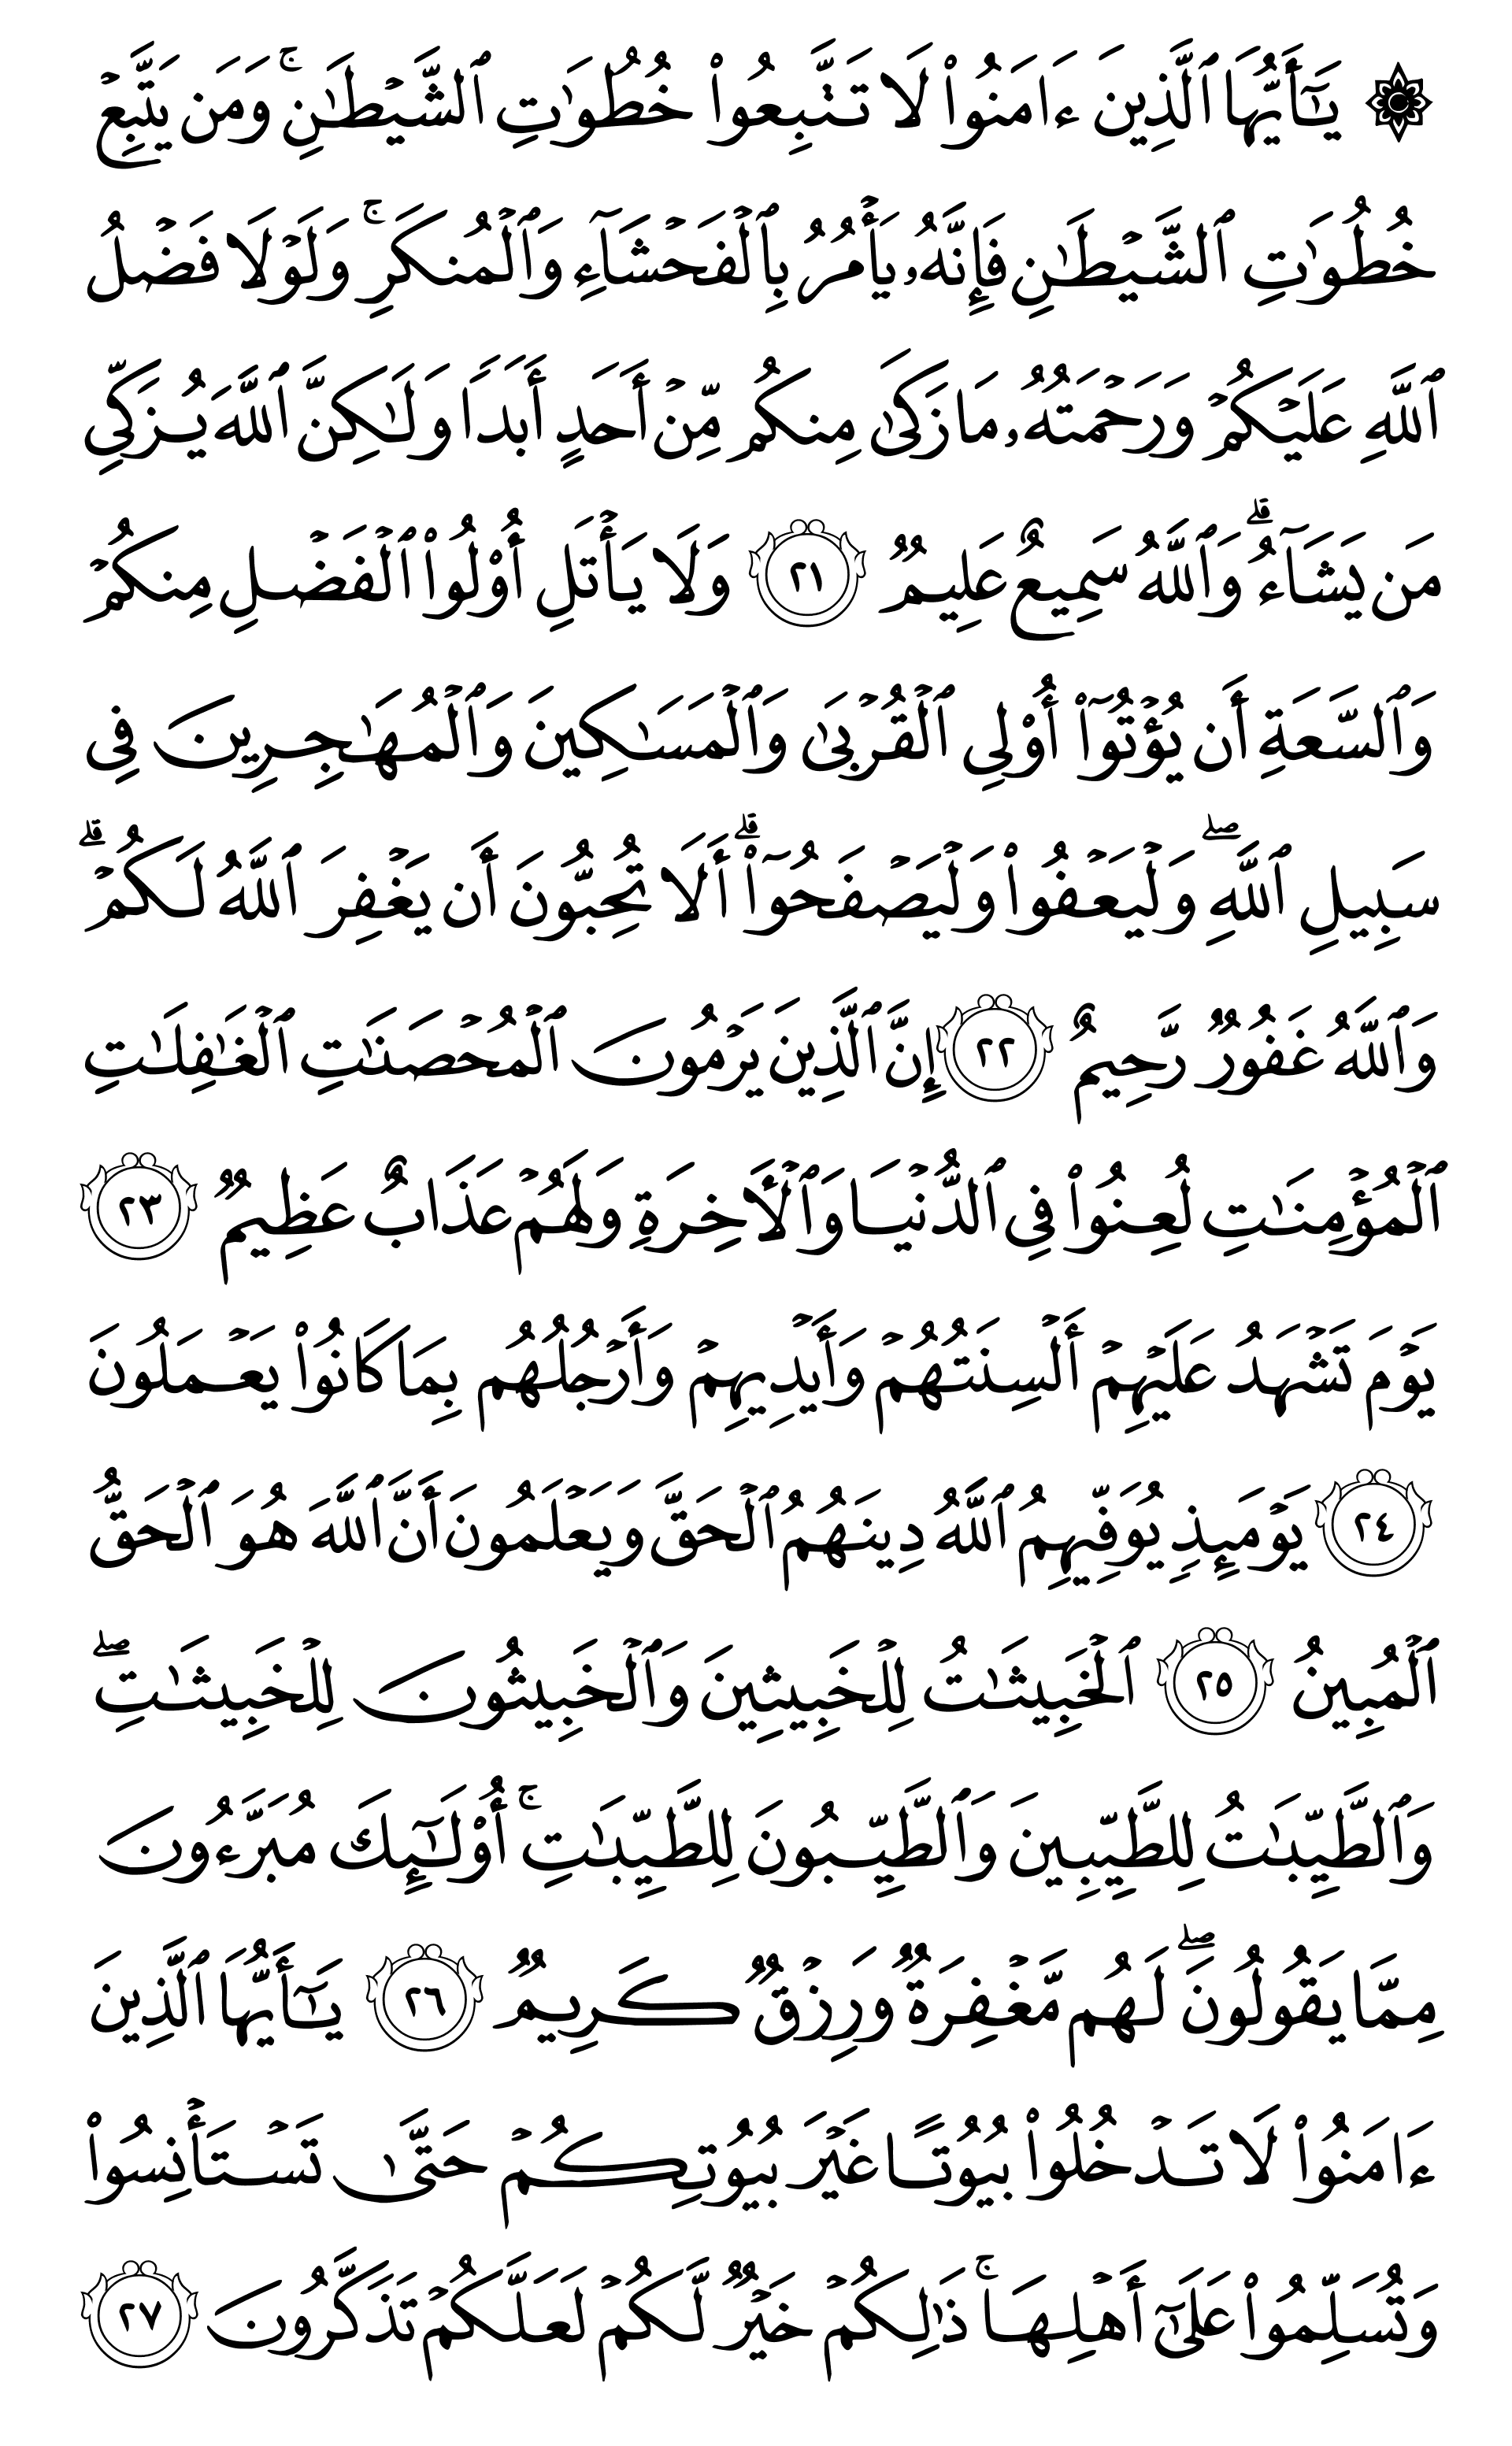 ۞ يَٰٓأَيُّهَا ٱلَّذِينَ ءَامَنُوا۟ لَا تَتَّبِعُوا۟ خُطُوَٰتِ ٱلشَّيْطَٰنِ ۚ وَمَن يَتَّبِعْ
خُطُوَٰتِ ٱلشَّيْطَٰنِ فَإِنَّهُۥ يَأْمُرُ بِٱلْفَحْشَآءِ وَٱلْمُنكَرِ ۚ وَلَوْلَا فَضْلُ
ٱللَّهِ عَلَيْكُمْ وَرَحْمَتُهُۥ مَا زَكَىٰ مِنكُم مِّنْ أَحَدٍ أَبَدًا وَلَٰكِنَّ ٱللَّهَ يُزَكِّى
مَن يَشَآءُ ۗ وَٱللَّهُ سَمِيعٌ عَلِيمٌ ٢١ وَلَا يَأْتَلِ أُو۟لُوا۟ ٱلْفَضْلِ مِنكُمْ
وَٱلسَّعَةِ أَن يُؤْتُوٓا۟ أُو۟لِى ٱلْقُرْبَىٰ وَٱلْمَسَٰكِينَ وَٱلْمُهَٰجِرِينَ فِى
سَبِيلِ ٱللَّهِ ۖ وَلْيَعْفُوا۟ وَلْيَصْفَحُوٓا۟ ۗ أَلَا تُحِبُّونَ أَن يَغْفِرَ ٱللَّهُ لَكُمْ ۗ
وَٱللَّهُ غَفُورٌ رَّحِيمٌ ٢٢ إِنَّ ٱلَّذِينَ يَرْمُونَ ٱلْمُحْصَنَٰتِ ٱلْغَٰفِلَٰتِ
ٱلْمُؤْمِنَٰتِ لُعِنُوا۟ فِى ٱلدُّنْيَا وَٱلْءَاخِرَةِ وَلَهُمْ عَذَابٌ عَظِيمٌ ٢٣
يَوْمَ تَشْهَدُ عَلَيْهِمْ أَلْسِنَتُهُمْ وَأَيْدِيهِمْ وَأَرْجُلُهُم بِمَا كَانُوا۟ يَعْمَلُونَ
٢٤ يَوْمَئِذٍ يُوَفِّيهِمُ ٱللَّهُ دِينَهُمُ ٱلْحَقَّ وَيَعْلَمُونَ أَنَّ ٱللَّهَ هُوَ ٱلْحَقُّ
ٱلْمُبِينُ ٢٥ ٱلْخَبِيثَٰتُ لِلْخَبِيثِينَ وَٱلْخَبِيثُونَ لِلْخَبِيثَٰتِ ۖ
وَٱلطَّيِّبَٰتُ لِلطَّيِّبِينَ وَٱلطَّيِّبُونَ لِلطَّيِّبَٰتِ ۚ أُو۟لَٰٓئِكَ مُبَرَّءُونَ
مِمَّا يَقُولُونَ ۖ لَهُم مَّغْفِرَةٌ وَرِزْقٌ كَرِيمٌ ٢٦ يَٰٓأَيُّهَا ٱلَّذِينَ
ءَامَنُوا۟ لَا تَدْخُلُوا۟ بُيُوتًا غَيْرَ بُيُوتِكُمْ حَتَّىٰ تَسْتَأْنِسُوا۟
وَتُسَلِّمُوا۟ عَلَىٰٓ أَهْلِهَا ۚ ذَٰلِكُمْ خَيْرٌ لَّكُمْ لَعَلَّكُمْ تَذَكَّرُونَ ٢٧